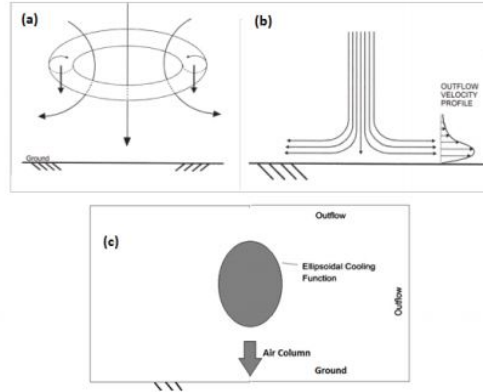 (a)
Ground
(b)
OUTFLOW
VELOCITY
PROFILE
(c)
Outflow
Ellipsoidal Cooling
Function
Outflow
Air Column
Ground